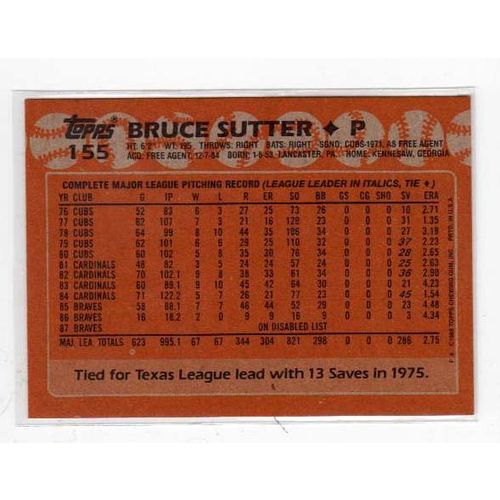 Topps®
155
BRUCE SUTTER ✦ P
HT: 6'2" WT: 195 THROWS: RIGHT BATS: RIGHT SGND: CUBS-1971, AS FREE AGENT
ACQ: FREE AGENT, 12-7-84 BORN: 1-8-53, LANCASTER, PA. HOME: KENNESAW, GEORGIA
COMPLETE MAJOR LEAGUE PITCHING RECORD (LEAGUE LEADER IN ITALICS, TIE ✦)
YR CLUB G IP W L R ER SO BB GS CG SHO SV ERA
76 CUBS 52 83 6 3 27 25 73 26 0 0 0 10 2.71
77 CUBS 62 107 7 3 21 16 129 23 0 0 0 31
78 CUBS 64 99 8 10 44 35 106 34 0 0 0 27 3.18
79 CUBS 62 101 6 6 29 25 110 32 0 0 0 37 2.23
80 CUBS 60 102 5 8 34 0 0 0 28 2.65
81 CARDINALS 48 82 3 5 24 24 57 24 0 0 0 25 2.63
82 CARDINALS 70 102.1 9 8 0 0 0 36 2.90
83 CARDINALS 60 89.1 9 10 45 42 64 30 0 0 0 21
84 CARDINALS 71 122.2 5 7 26 21 77 23 0 0 0 45 1.54
85 BRAVES 58 88.1 7 7 46 44 52 29 0 0 0 23 4.48
86 BRAVES 16 18.2 2 0 9 9 16 9 0 0 0 3 4.34
87 BRAVES ON DISABLED LIST
MAJ. LEA. TOTALS 623 995.1 67 67 344 304 821 298 0 0 0 286 2.75
Tied for Texas League lead with 13 Saves in 1975.